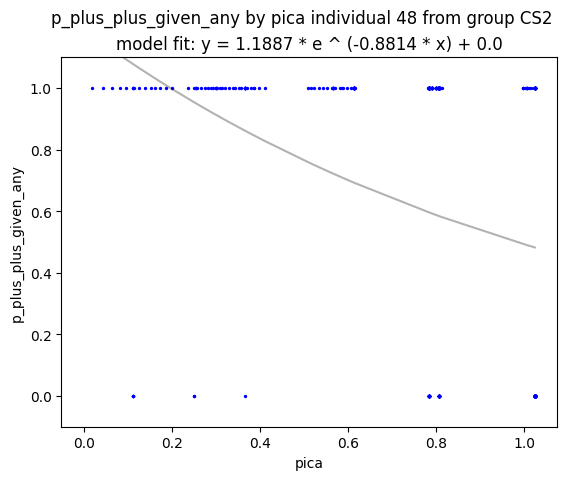 p_plus_plus_given_any by pica individual 48 from group CS2
model fit: y = 1.1887 * e ^ (-0.8814 * x) + 0.0
p_plus_plus_given_any
1.0
0.8
0.6
0.4
0.2
0.0
0.0 0.2 0.4 0.6 0.8 1.0
pica